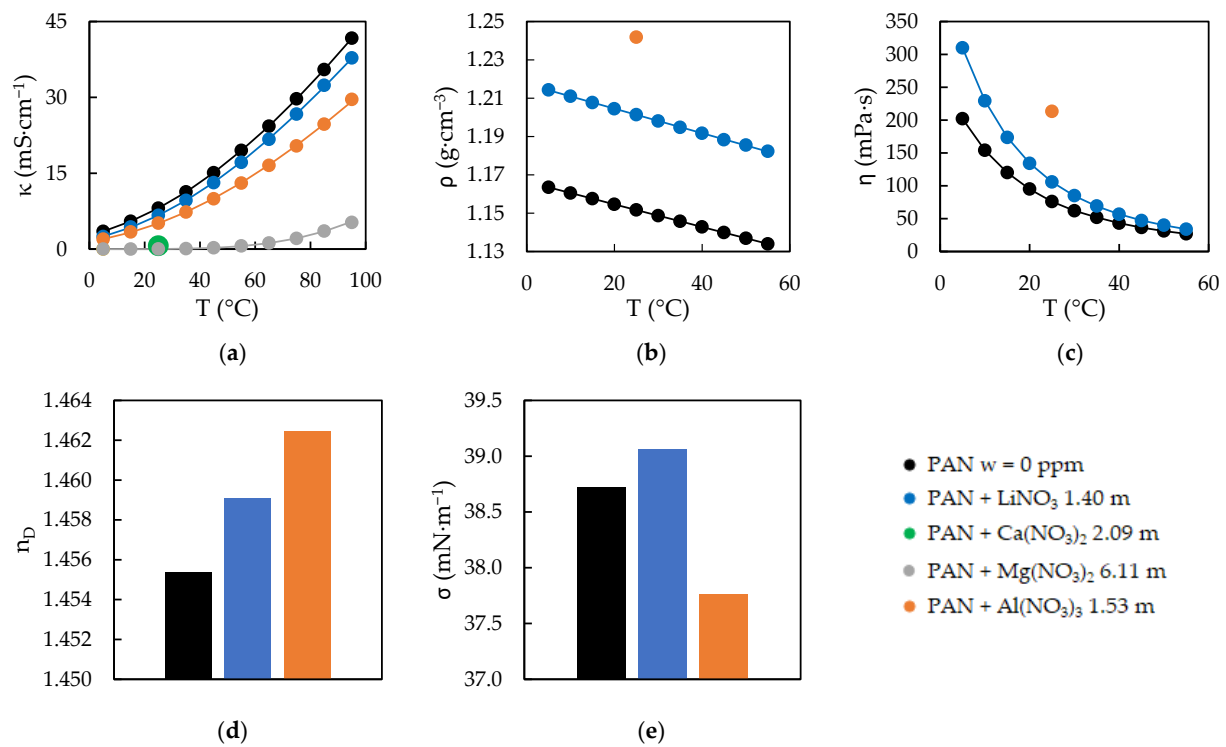 45
30
15
0
κ (mS·cm⁻¹)
0 20 40 60 80 100
T (°C)
(a)
1.25
1.23
1.21
1.19
1.17
1.15
1.13
ρ (g·cm⁻³)
0 20 40 60
T (°C)
(b)
350
300
250
200
150
100
50
0
η (mPa·s)
0 20 40 60
T (°C)
(c)
1.464
1.462
1.460
1.458
1.456
1.454
1.452
1.450
n_D
(d)
39.5
39.0
38.5
38.0
37.5
37.0
σ (mN·m⁻¹)
(e)
PAN w = 0 ppm
PAN + LiNO₃ 1.40 m
PAN + Ca(NO₃)₂ 2.09 m
PAN + Mg(NO₃)₂ 6.11 m
PAN + Al(NO₃)₃ 1.53 m